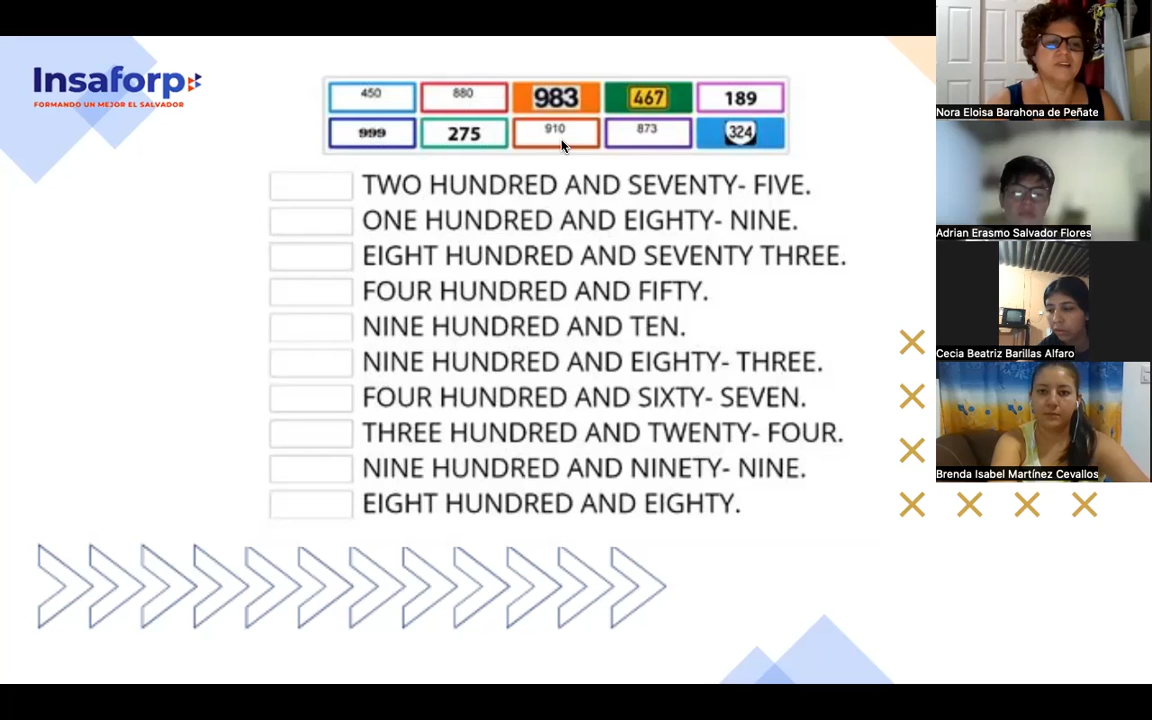 Insaforp
FORMANDO UN MEJOR EL SALVADOR
450 880 983 467 189
999 275 910 873 324
TWO HUNDRED AND SEVENTY- FIVE.
ONE HUNDRED AND EIGHTY- NINE.
EIGHT HUNDRED AND SEVENTY THREE.
FOUR HUNDRED AND FIFTY.
NINE HUNDRED AND TEN.
NINE HUNDRED AND EIGHTY- THREE.
FOUR HUNDRED AND SIXTY- SEVEN.
THREE HUNDRED AND TWENTY- FOUR.
NINE HUNDRED AND NINETY- NINE.
EIGHT HUNDRED AND EIGHTY.
Nora Eloisa Barahona de Peñate
Adrian Erasmo Salvador Flores
Cecia Beatriz Barillas Alfaro
Brenda Isabel Martínez Cevallos